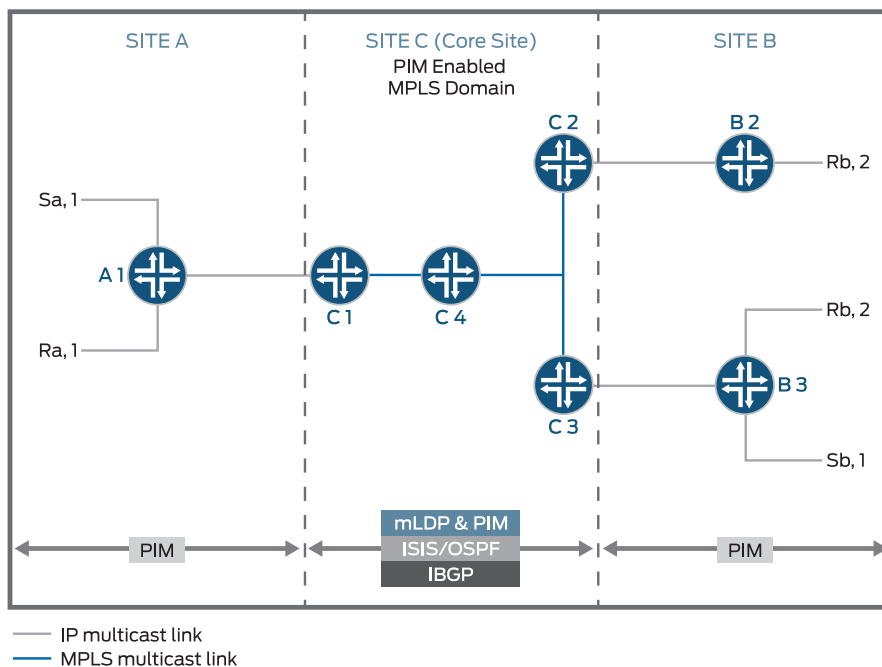 SITE A
SITE C (Core Site)
PIM Enabled
MPLS Domain
SITE B
C 2
B 2
Rb, 2
Sa, 1
A 1
C 1
C 4
Ra, 1
Rb, 2
B 3
C 3
Sb, 1
mLDP & PIM
PIM
ISIS/OSPF
PIM
IBGP
IP multicast link
MPLS multicast link